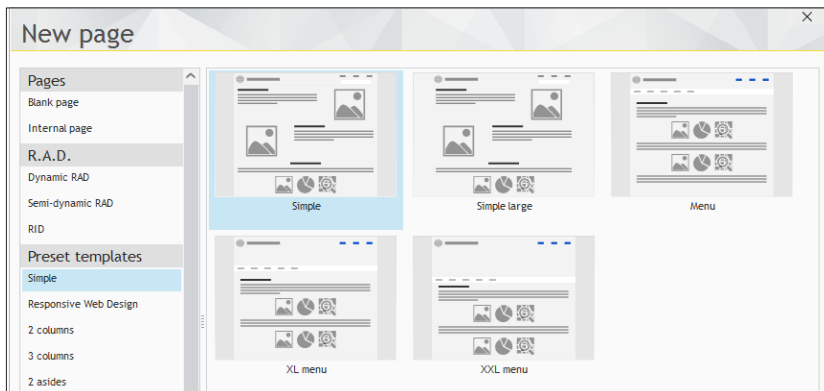 New page
Pages
Blank page
Internal page
R.A.D.
Dynamic RAD
Semi-dynamic RAD
RID
Preset templates
Simple
Responsive Web Design
2 columns
3 columns
2 asides
Simple
Simple large
Menu
XL menu
XXL menu